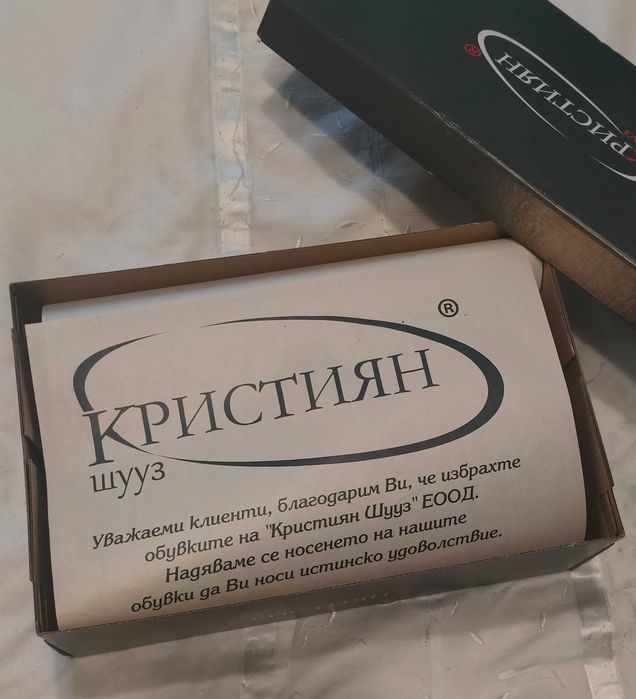 ®
КРИСТИЯН
®
КРИСТИЯН
шууз
Уважаеми клиенти, благодарим Ви, че избрахте
обувките на "Кристиян Шууз" ЕООД.
Надяваме се носенето на нашите
обувки да Ви носи истинско удоволствие.